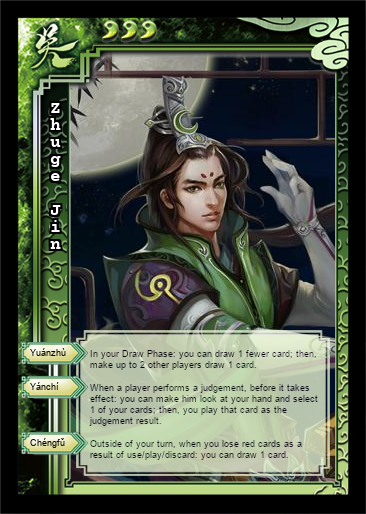 吴
Zhuge Jin
Yuánzhù
In your Draw Phase: you can draw 1 fewer card; then,
make up to 2 other players draw 1 card.
Yánchí
When a player performs a judgement, before it takes
effect: you can make him look at your hand and select
1 of your cards; then, you play that card as the
judgement result.
Chéngfǔ
Outside of your turn, when you lose red cards as a
result of use/play/discard: you can draw 1 card.